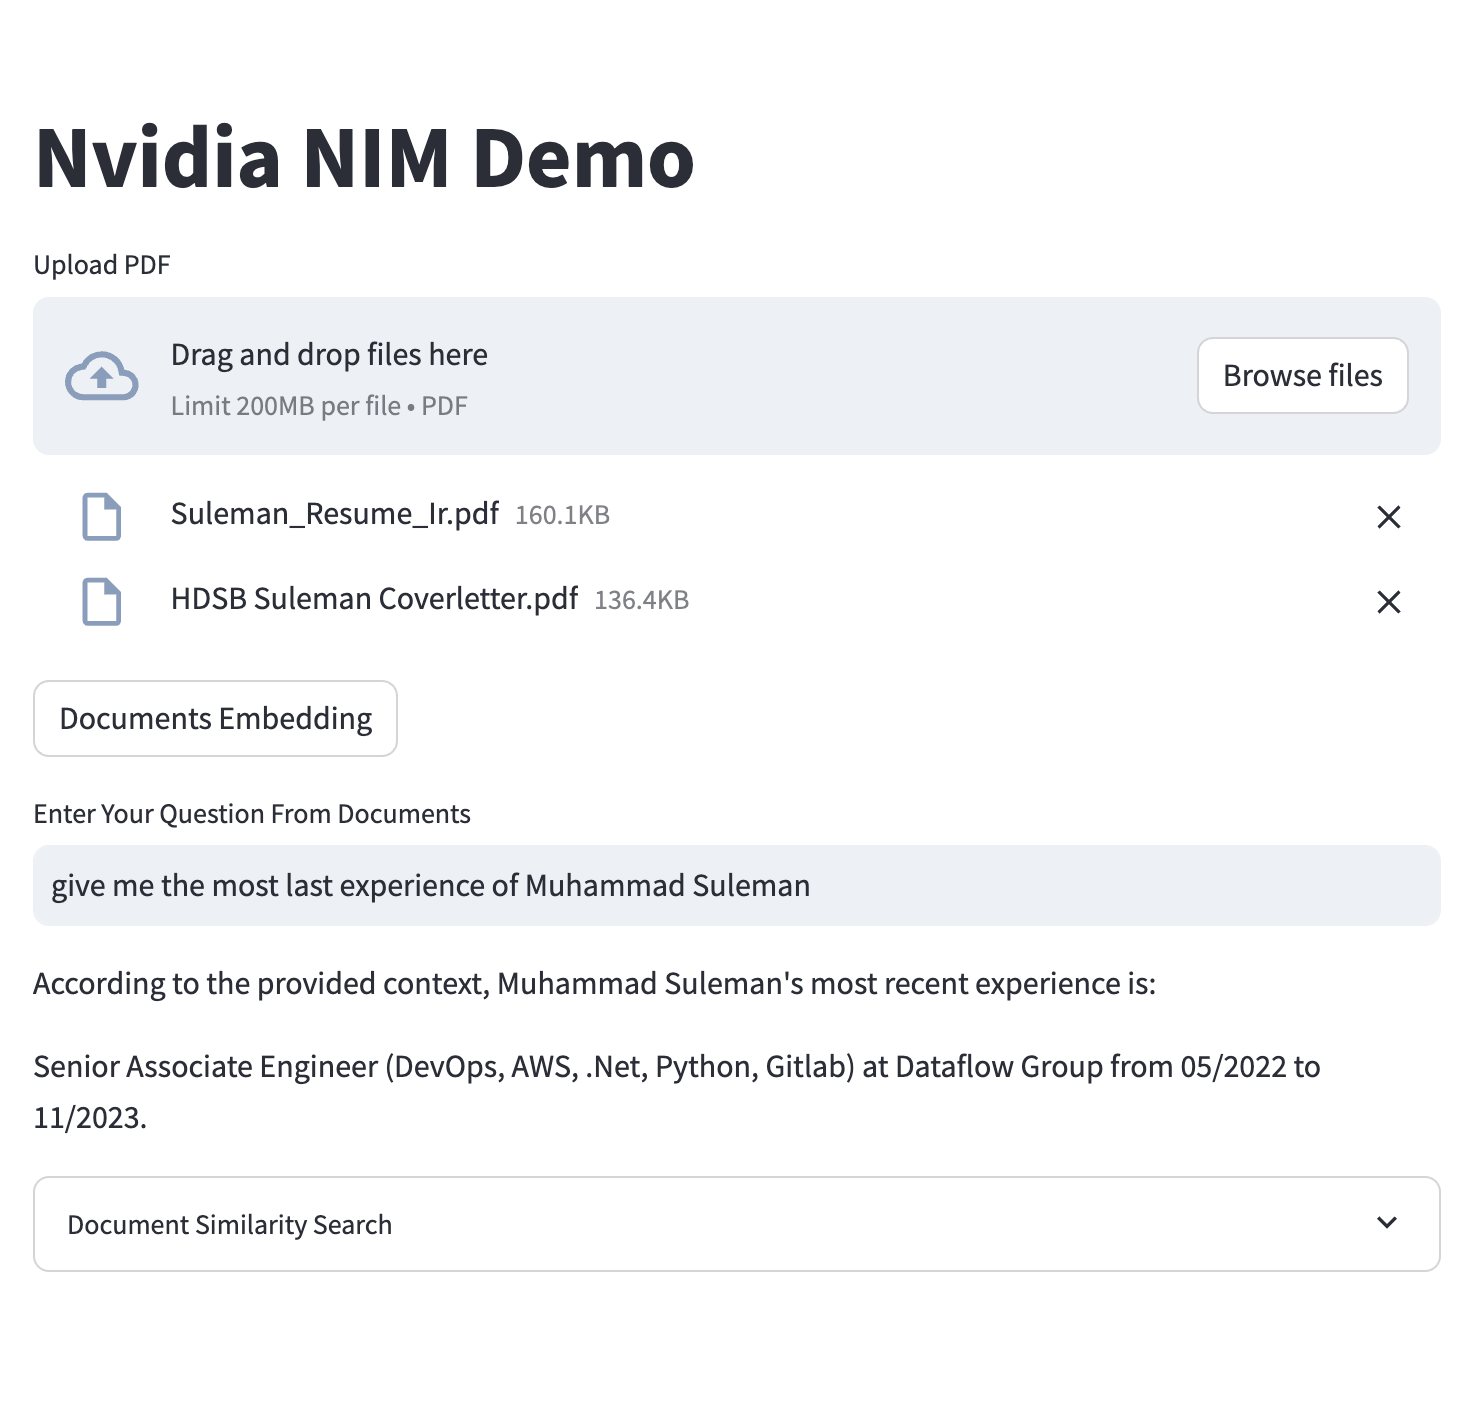 Nvidia NIM Demo
Upload PDF
Drag and drop files here
Limit 200MB per file • PDF
Browse files
Suleman_Resume_Ir.pdf 160.1KB
HDSB Suleman Coverletter.pdf 136.4KB
Documents Embedding
Enter Your Question From Documents
give me the most last experience of Muhammad Suleman
According to the provided context, Muhammad Suleman's most recent experience is:
Senior Associate Engineer (DevOps, AWS, .Net, Python, Gitlab) at Dataflow Group from 05/2022 to
11/2023.
Document Similarity Search